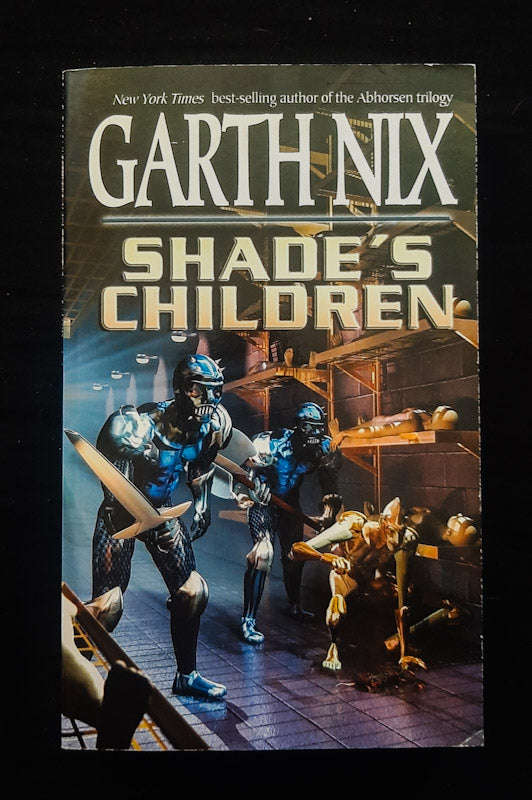 New York Times best-selling author of the Abhorsen trilogy
GARTH NIX
SHADE'S
CHILDREN